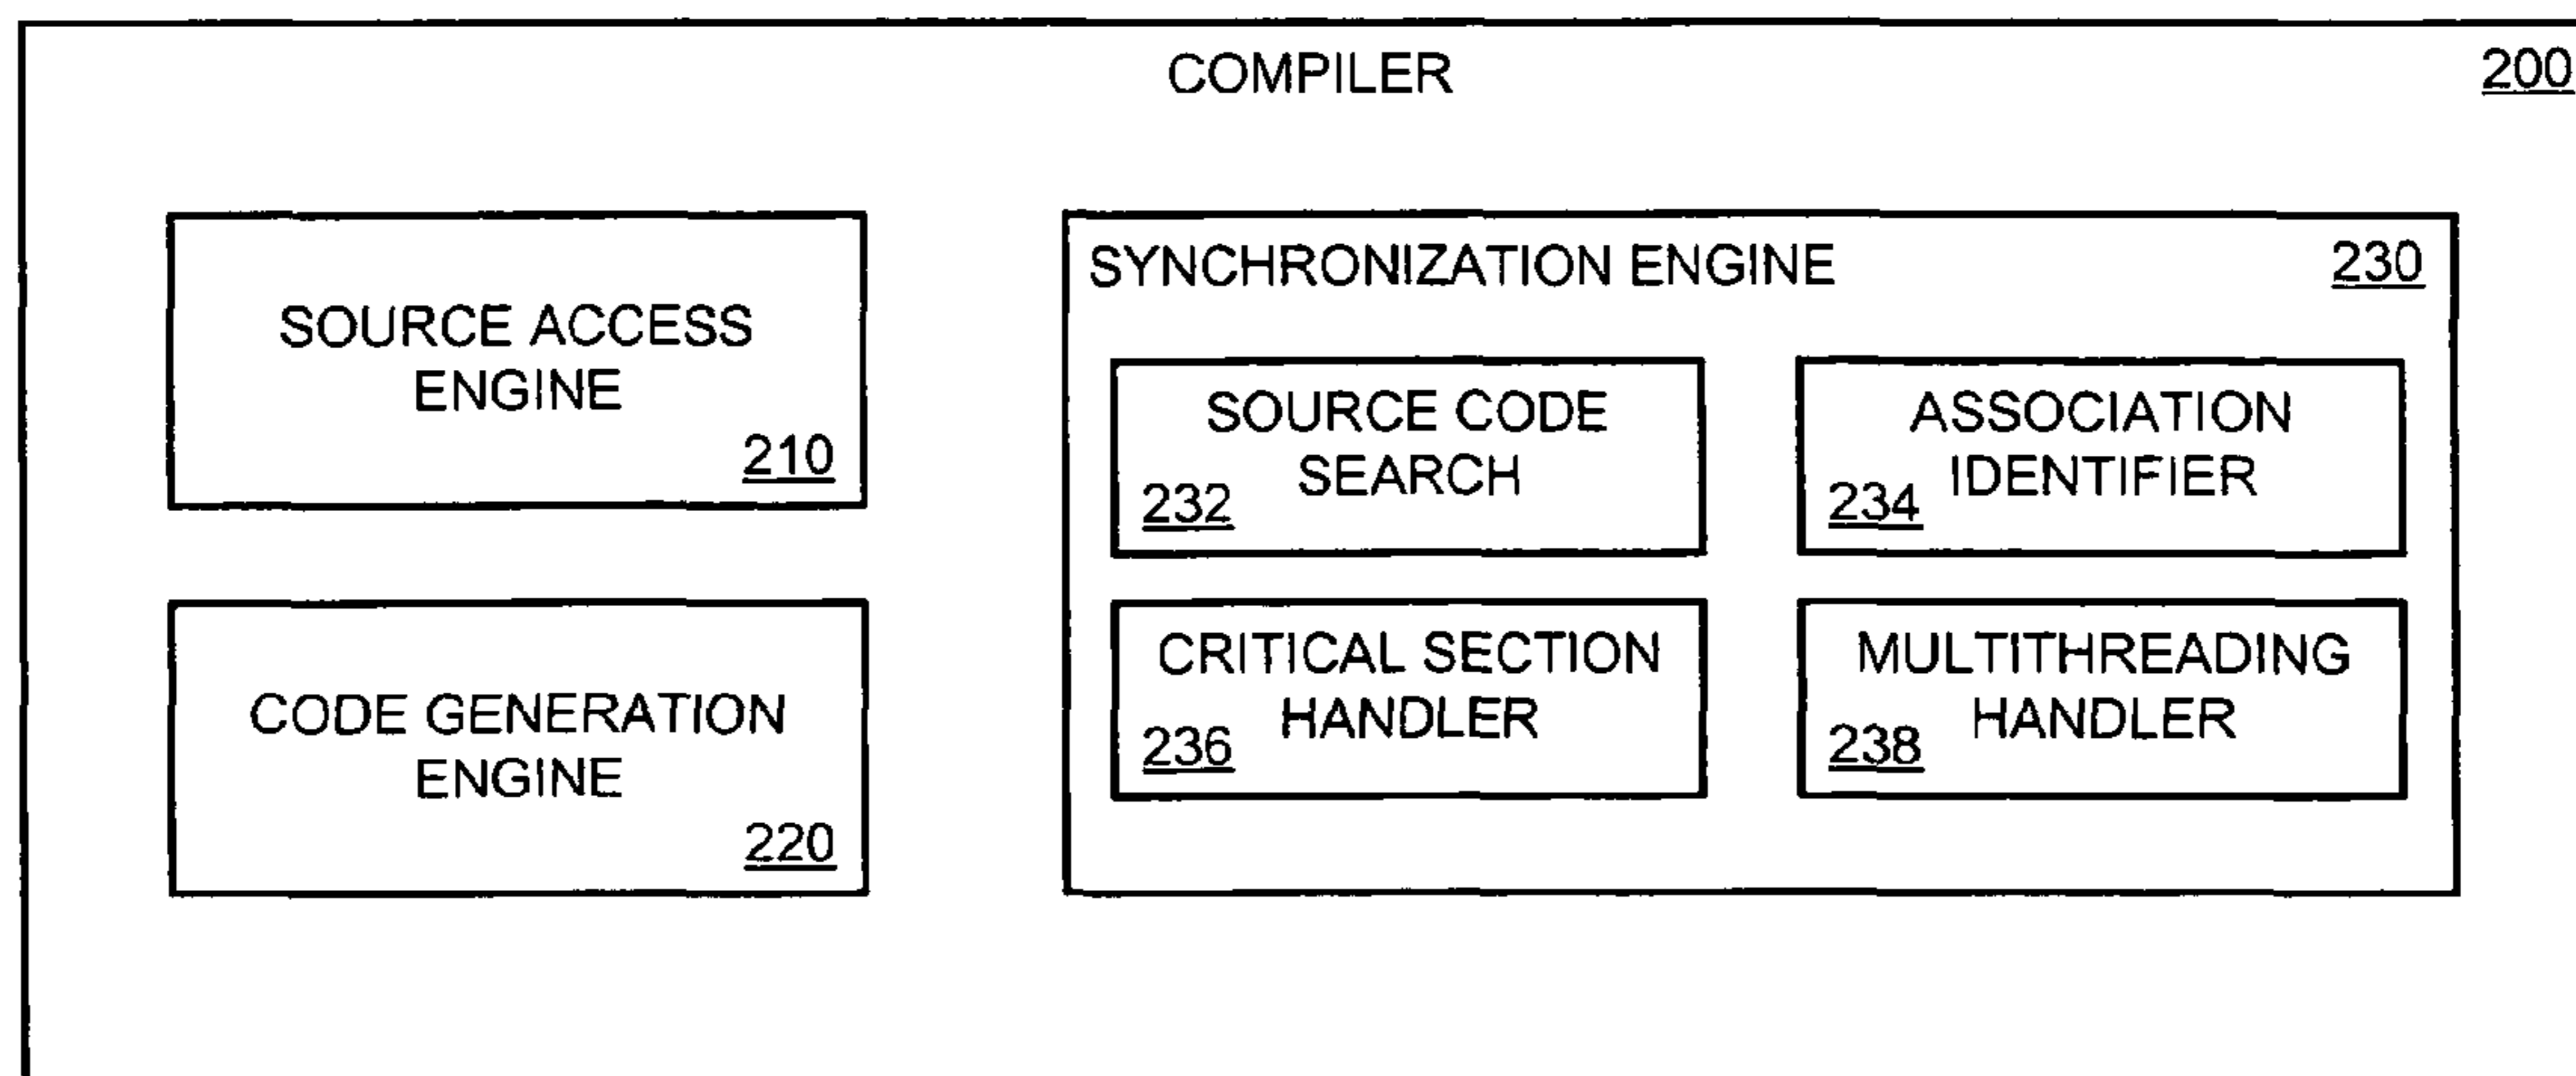 COMPILER
200
SOURCE ACCESS
ENGINE
210
CODE GENERATION
ENGINE
220
SYNCHRONIZATION ENGINE
230
SOURCE CODE
SEARCH
232
ASSOCIATION
IDENTIFIER
234
CRITICAL SECTION
HANDLER
236
MULTITHREADING
HANDLER
238